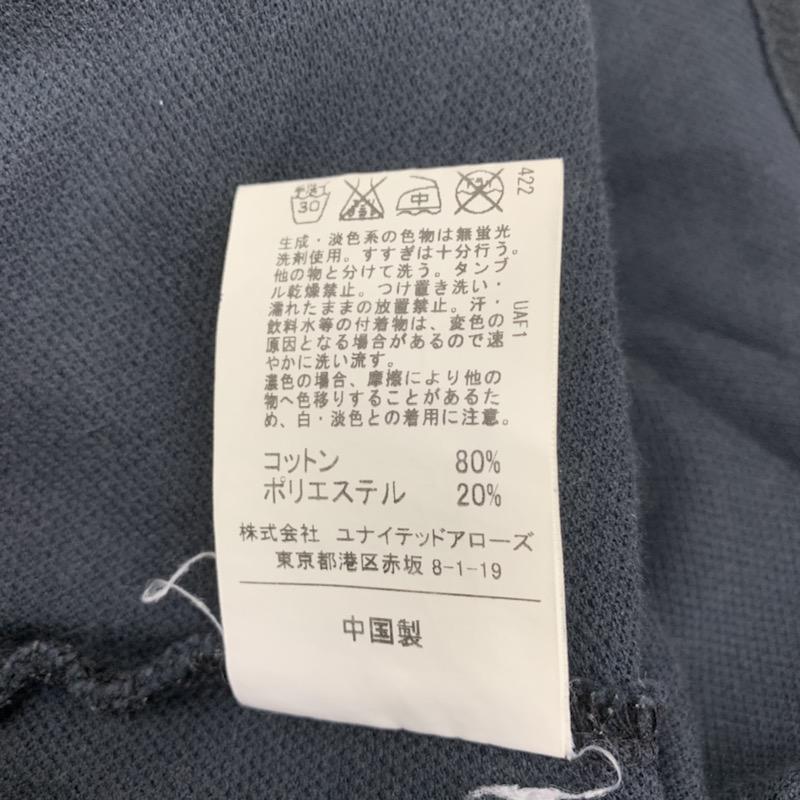 手洗イ
30
中
ドライ
422
生成・淡色系の色物は無蛍光
洗剤使用。すすぎは十分行う。
他の物と分けて洗う。タンブ
ル乾燥禁止。つけ置き洗い・
濡れたままの放置禁止。汗・
飲料水等の付着物は、変色の
原因となる場合があるので速
やかに洗い流す。
濃色の場合、摩擦により他の
物へ色移りすることがあるた
め、白・淡色との着用に注意。
UAF1
コットン 80%
ポリエステル 20%
株式会社 ユナイテッドアローズ
東京都港区赤坂 8-1-19
中国製